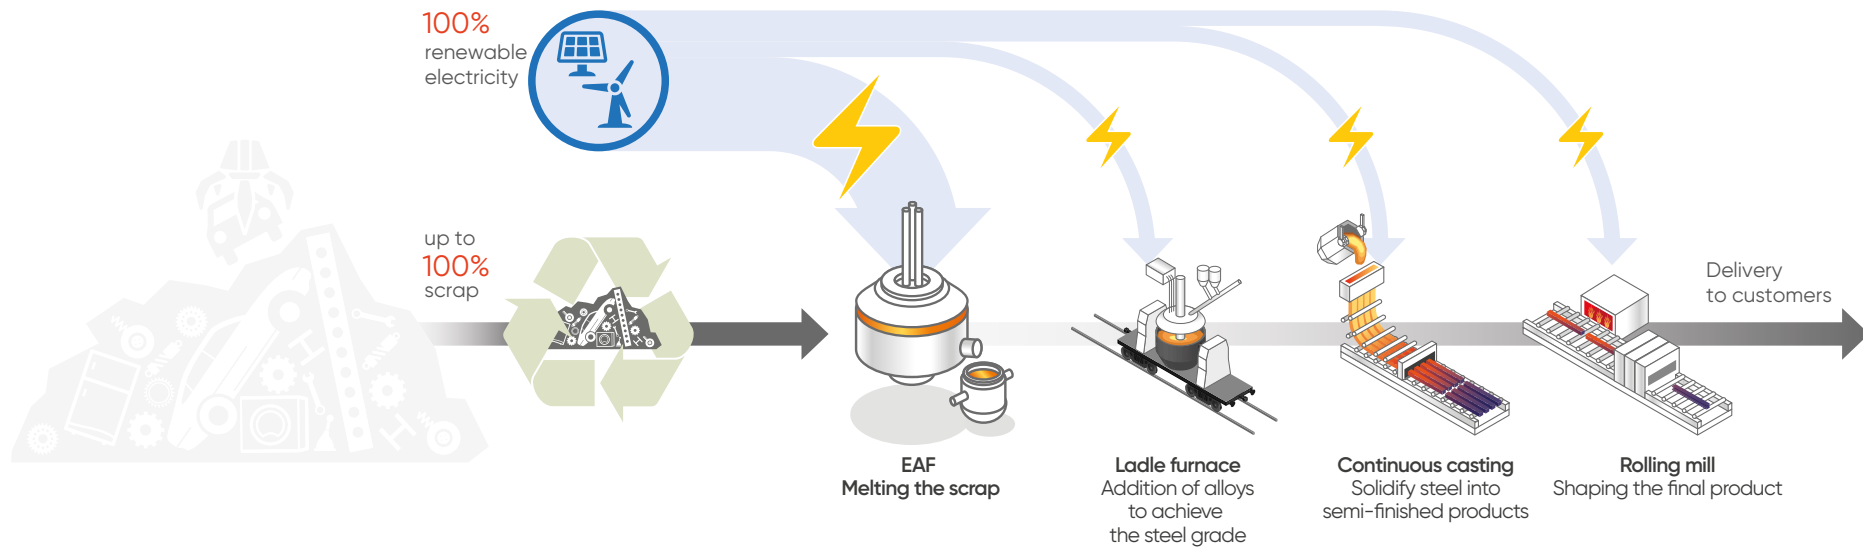 100%
renewable
electricity
up to
100%
scrap
Delivery
to customers
EAF
Melting the scrap
Ladle furnace
Addition of alloys
to achieve
the steel grade
Continuous casting
Solidify steel into
semi-finished products
Rolling mill
Shaping the final product